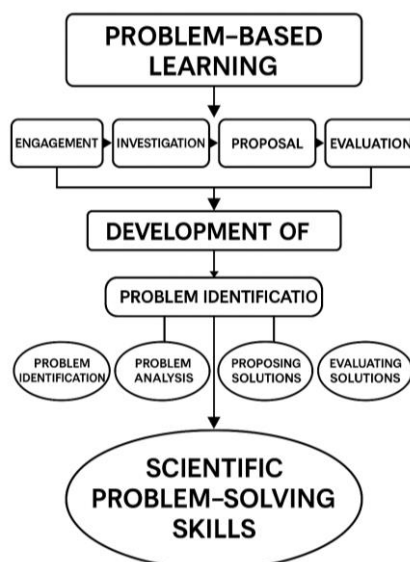 PROBLEM–BASED
LEARNING
ENGAGEMENT
INVESTIGATION
PROPOSAL
EVALUATION
DEVELOPMENT OF
PROBLEM IDENTIFICATIO
PROBLEM
IDENTIFICATION
PROBLEM
ANALYSIS
PROPOSING
SOLUTIONS
EVALUATING
SOLUTIONS
SCIENTIFIC
PROBLEM–SOLVING
SKILLS